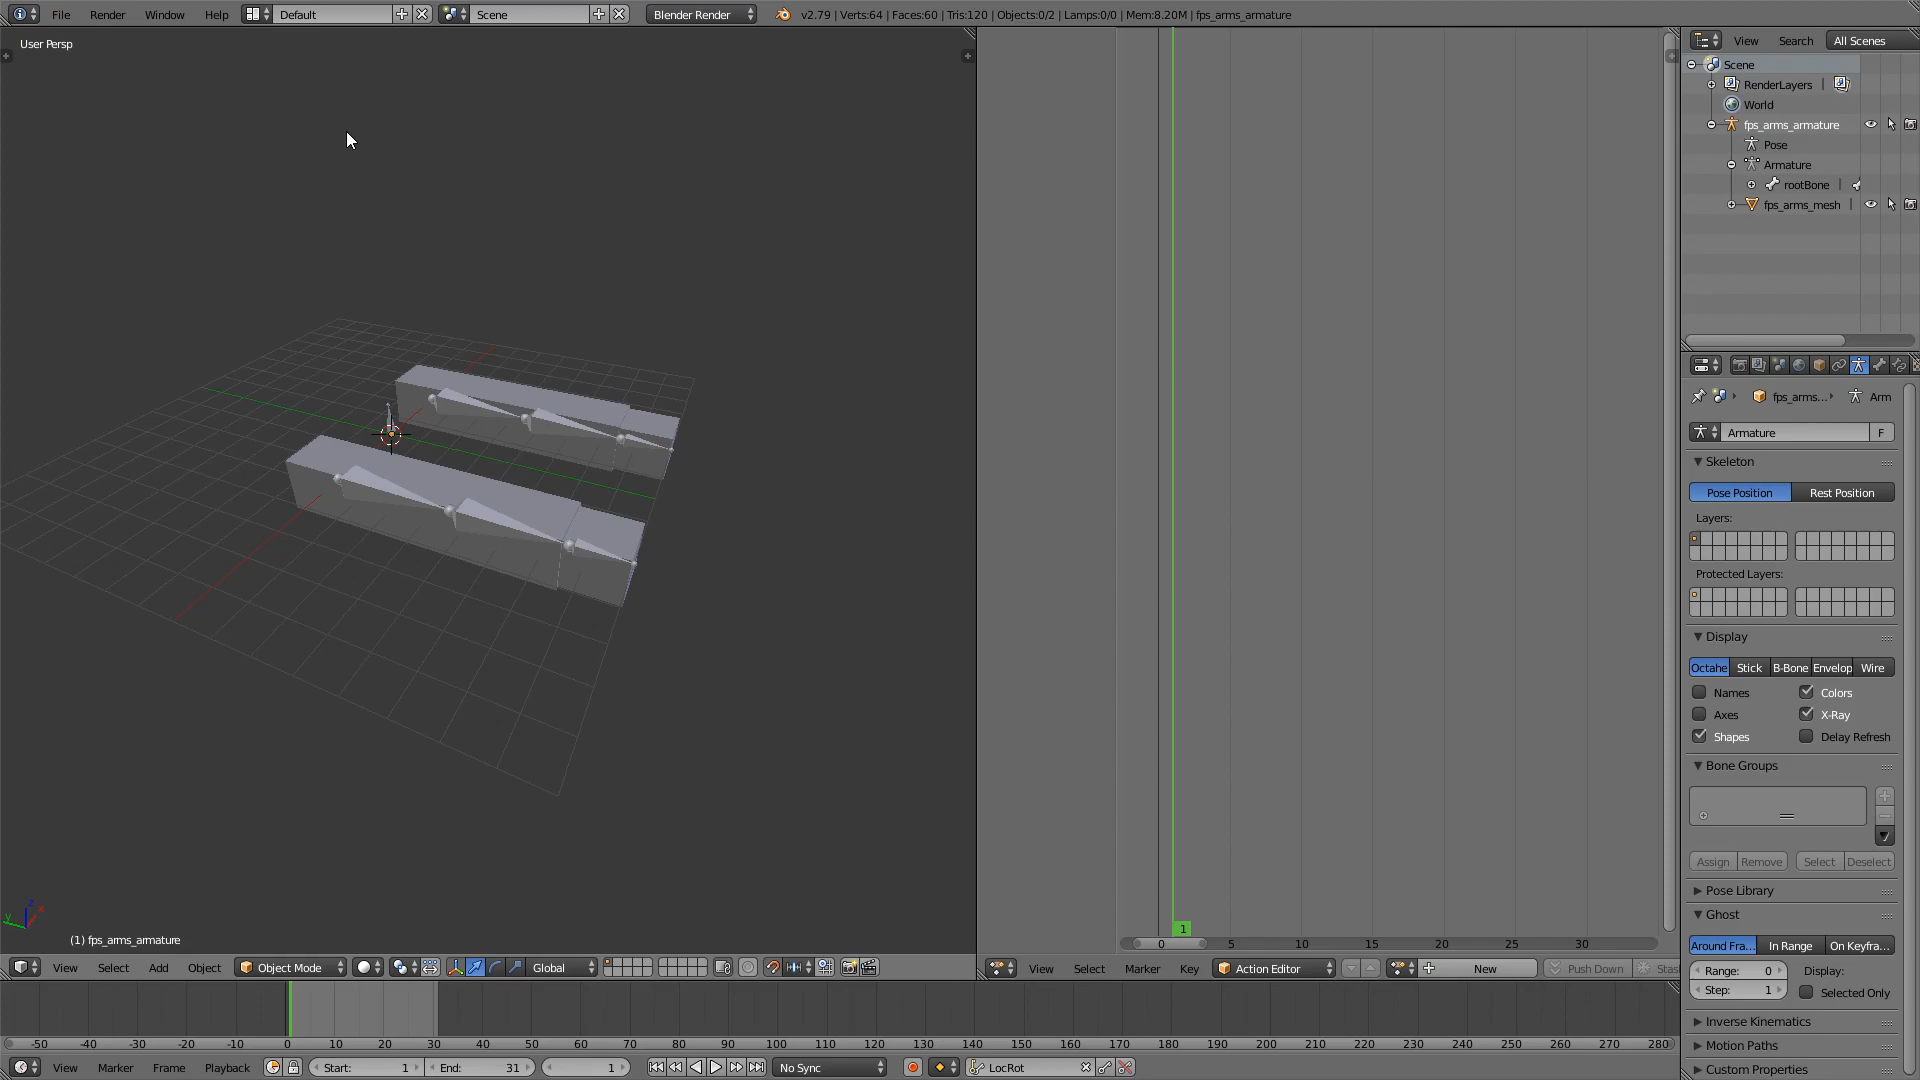 File Render Window Help Default Scene Blender Render v2.79 | Verts:64 | Faces:60 | Tris:120 | Objects:0/2 | Lamps:0/0 | Mem:8.20M | fps_arms_armature
User Persp
View Search All Scenes
Scene
RenderLayers |
World
fps_arms_armature
Pose
Armature
rootBone |
fps_arms_mesh |
fps_arms... Arm
Armature F
Skeleton
Pose Position Rest Position
Layers:
Protected Layers:
Display
Octahe Stick B-Bone Envelop Wire
Names Colors
Axes X-Ray
Shapes Delay Refresh
Bone Groups
Assign Remove Select Deselect
Pose Library
Ghost
Around Fra... In Range On Keyfra...
Range: 0 Display:
Step: 1 Selected Only
Inverse Kinematics
Motion Paths
Custom Properties
z
y x
(1) fps_arms_armature
1
0 5 10 15 20 25 30
View Select Add Object Object Mode Global
View Select Marker Key Action Editor New Push Down Stas
-50 -40 -30 -20 -10 0 10 20 30 40 50 60 70 80 90 100 110 120 130 140 150 160 170 180 190 200 210 220 230 240 250 260 270 280
View Marker Frame Playback Start: 1 End: 31 1 No Sync LocRot